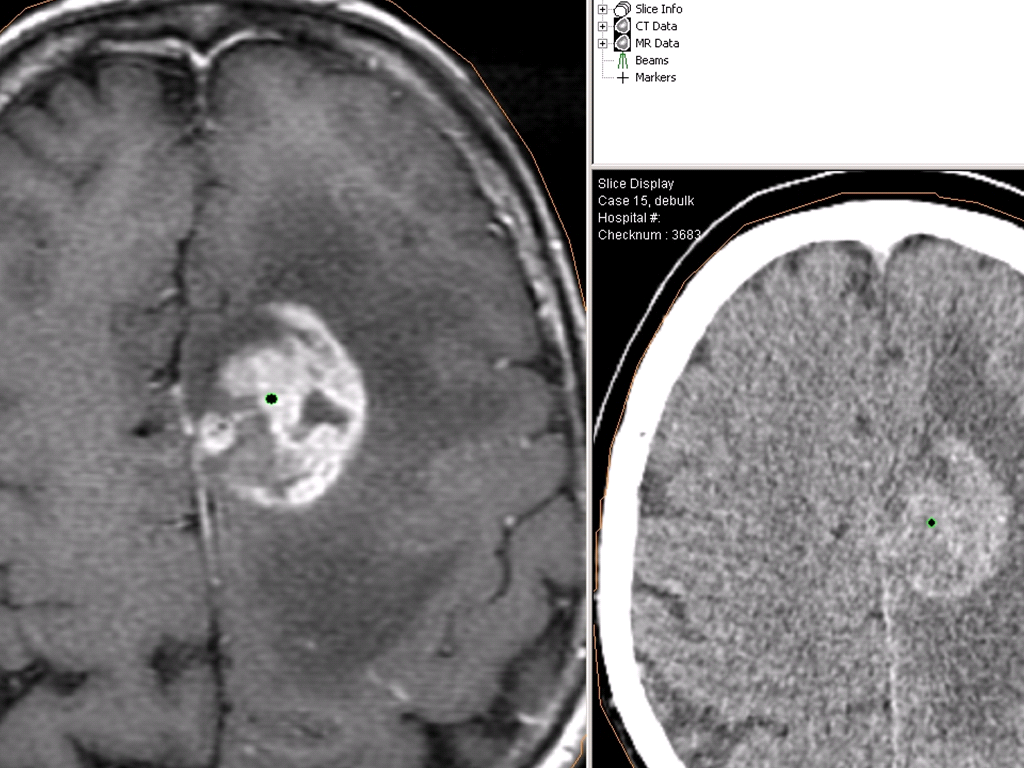 Slice Info
CT Data
MR Data
Beams
Markers
Slice Display
Case 15, debulk
Hospital #:
Checknum : 3683